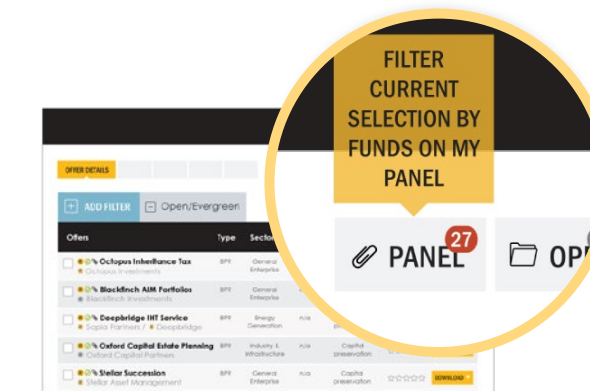 FILTER
CURRENT
SELECTION BY
FUNDS ON MY
PANEL
PANEL 27
OFFER DETAILS
ADD FILTER Open/Evergreen
Offers Type
Octopus Inheritance Tax BPR General
Octopus Investments Enterprise
Blackfinch AIM Portfolios BPR General
Blackfinch Investments Enterprise
Deepbridge IHT Service BPR Energy n/a
Sapia Partners / Deepbridge Generation
Oxford Capital Estate Planning BPR Industry & n/a Capital
Oxford Capital Partners Infrastructure preservation
Stellar Succession BPR General n/a Capital DOWNLOAD
Stellar Asset Management Enterprise preservation